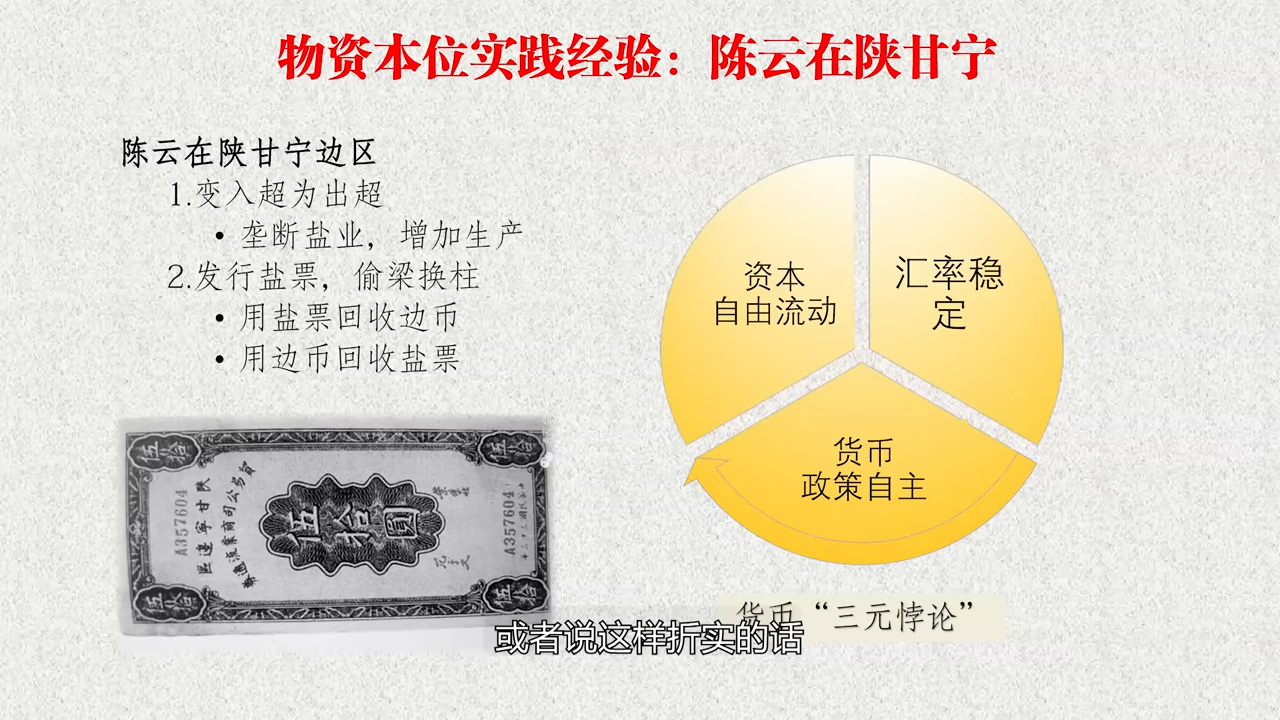 物资本位实践经验：陈云在陕甘宁
陈云在陕甘宁边区
1.变入超为出超
• 垄断盐业，增加生产
2.发行盐票，偷梁换柱
• 用盐票回收边币
• 用边币回收盐票
资本
自由流动
汇率稳
定
货币
政策自主
货币“三元悖论”
伍拾
伍拾
A357604
陕甘宁边区
贸易公司商业流通券
伍拾圆
A357604
伍拾
伍拾
或者说这样折实的话